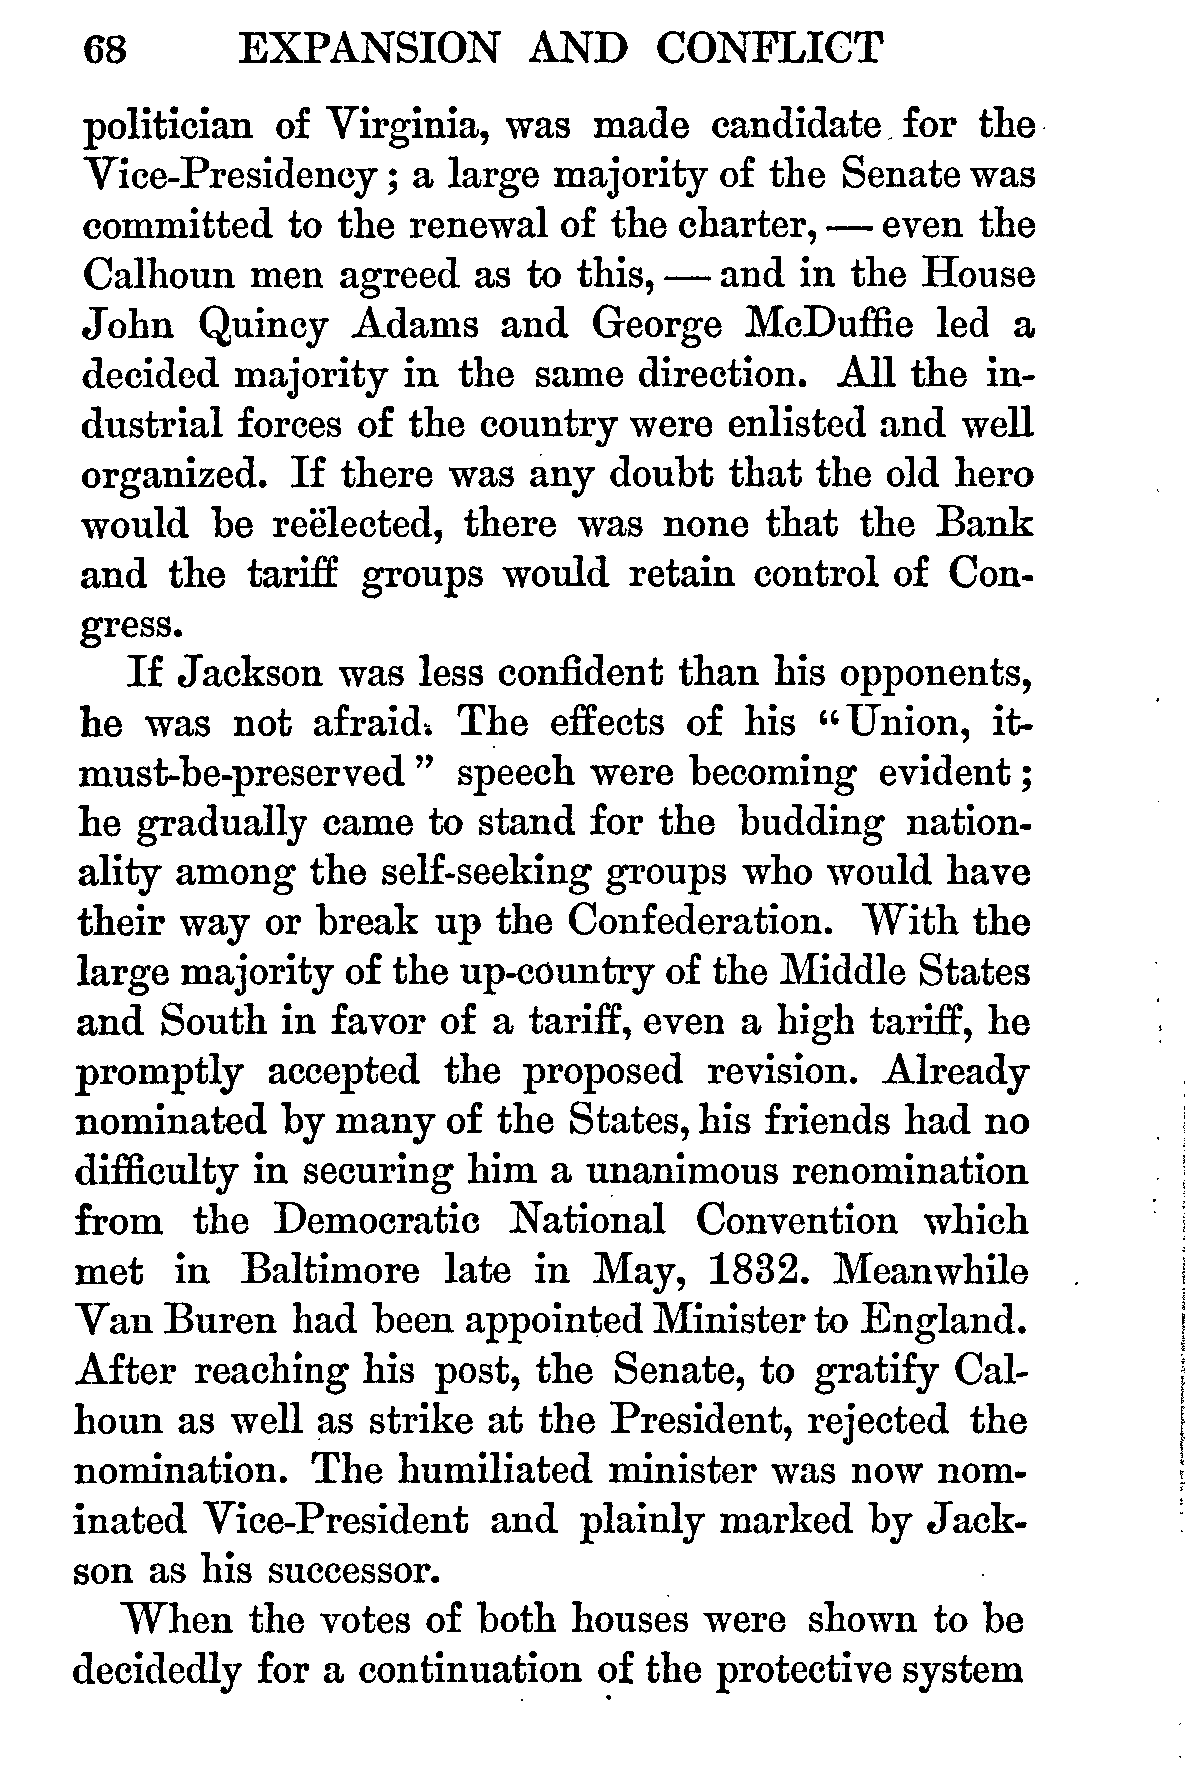 68 EXPANSION AND CONFLICT
politician of Virginia, was made candidate for the
Vice-Presidency ; a large majority of the Senate was
committed to the renewal of the charter, — even the
Calhoun men agreed as to this, — and in the House
John Quincy Adams and George McDuffie led a
decided majority in the same direction. All the in-
dustrial forces of the country were enlisted and well
organized. If there was any doubt that the old hero
would be reëlected, there was none that the Bank
and the tariff groups would retain control of Con-
gress.
If Jackson was less confident than his opponents,
he was not afraid. The effects of his “Union, it-
must-be-preserved” speech were becoming evident ;
he gradually came to stand for the budding nation-
ality among the self-seeking groups who would have
their way or break up the Confederation. With the
large majority of the up-country of the Middle States
and South in favor of a tariff, even a high tariff, he
promptly accepted the proposed revision. Already
nominated by many of the States, his friends had no
difficulty in securing him a unanimous renomination
from the Democratic National Convention which
met in Baltimore late in May, 1832. Meanwhile
Van Buren had been appointed Minister to England.
After reaching his post, the Senate, to gratify Cal-
houn as well as strike at the President, rejected the
nomination. The humiliated minister was now nom-
inated Vice-President and plainly marked by Jack-
son as his successor.
When the votes of both houses were shown to be
decidedly for a continuation of the protective system